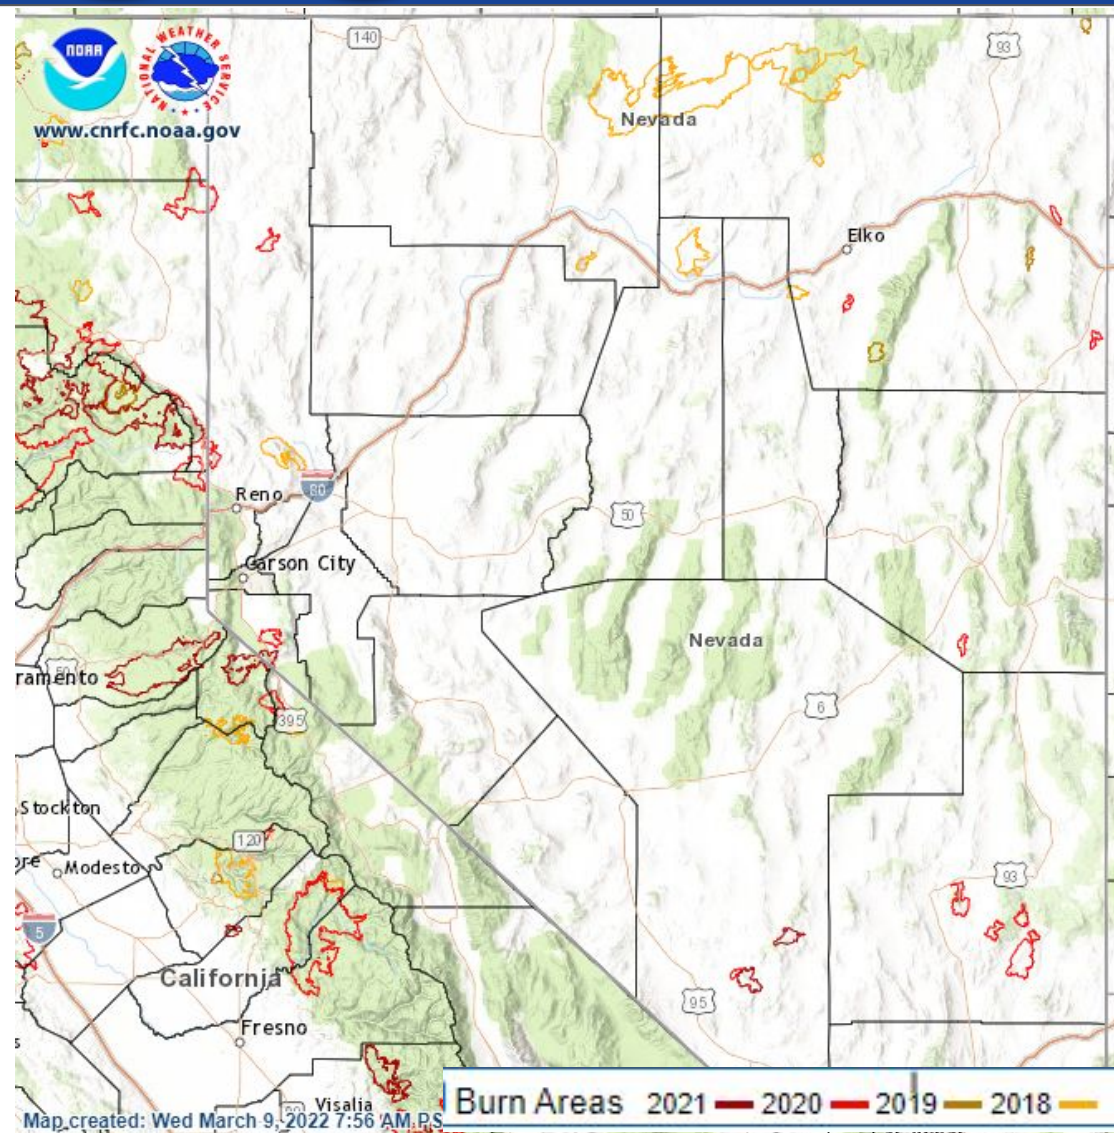 140
93
NOAA
NATIONAL WEATHER SERVICE
www.cnrfc.noaa.gov
Nevada
Elko
Reno
80
50
Carson City
Nevada
50
ramento
6
395
Stockton
120
ore
Modesto
93
5
California
95
Fresno
s
Visalia
99
Map created: Wed March 9, 2022 7:56 AM PS
Burn Areas 2021 2020 2019 2018